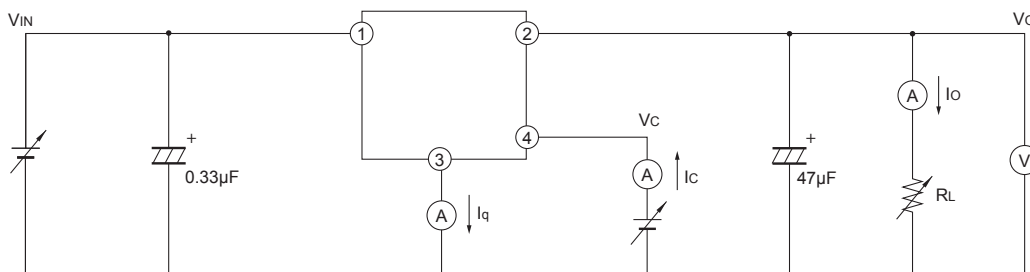 VIN
1
2
VO
A
IO
4
VC
+
+
3
A
IC
V
0.33µF
47µF
RL
A
Iq